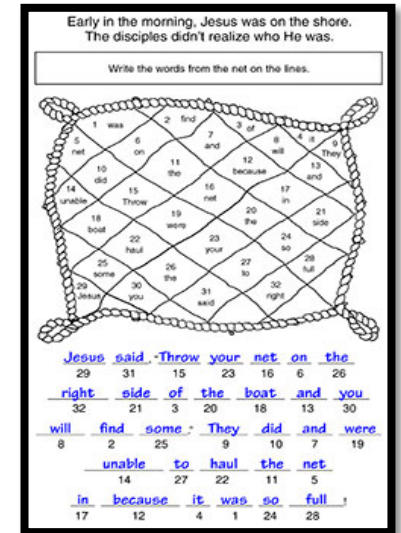 Early in the morning, Jesus was on the shore.
The disciples didn't realize who He was.
Write the words from the net on the lines.
1 was
2 find
3 of
4 it
5 net
6 on
7 and
8 will
9 They
10 did
11 the
12 because
13 and
14 unable
15 Throw
16 net
17 in
18 boat
19 were
20 the
21 side
22 haul
23 your
24 so
25 some
26 the
27 to
28 full
29 Jesus
30 you
31 said
32 right
Jesus said, "Throw your net on the
29 31 15 23 16 6 26
right side of the boat and you
32 21 3 20 18 13 30
will find some." They did and were
8 2 25 9 10 7 19
unable to haul the net
14 27 22 11 5
in because it was so full !
17 12 4 1 24 28